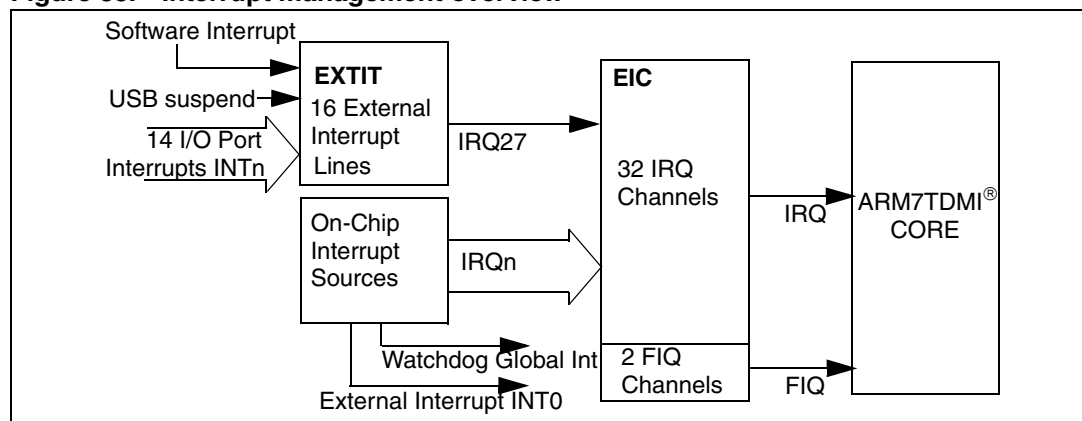 Software Interrupt
USB suspend
14 I/O Port
Interrupts INTn
EXTIT
16 External
Interrupt
Lines
IRQ27
On-Chip
Interrupt
Sources
IRQn
Watchdog Global Int
External Interrupt INT0
EIC
32 IRQ
Channels
2 FIQ
Channels
IRQ
FIQ
ARM7TDMI®
CORE